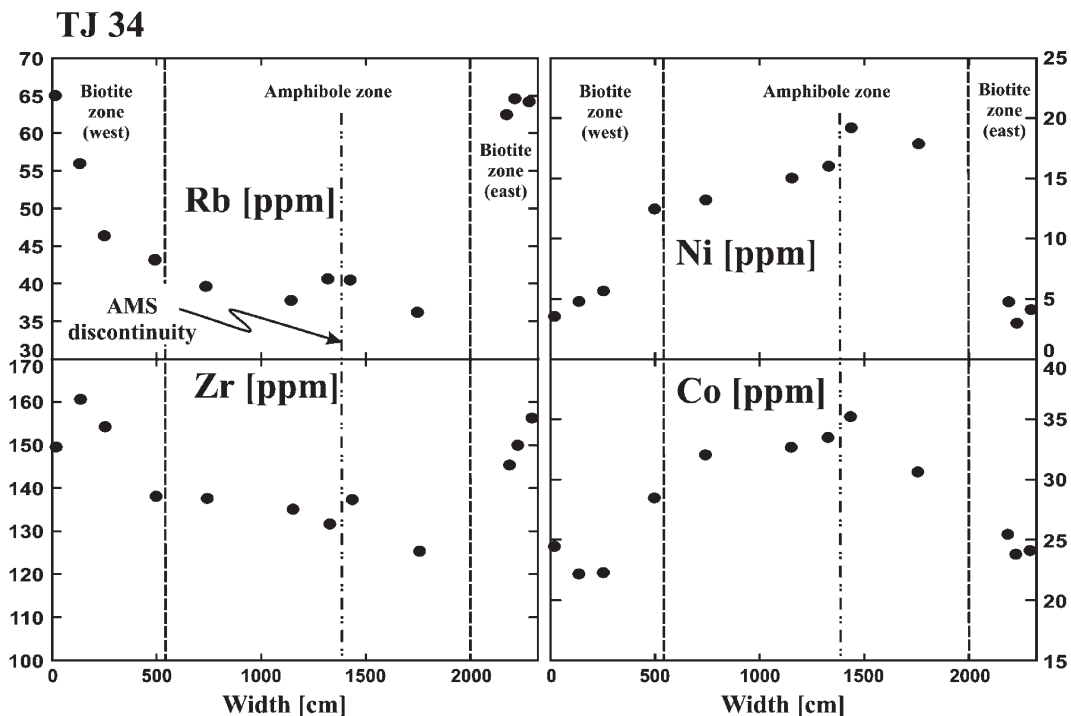 TJ 34
70
65
60
55
50
45
40
35
30
Biotite
zone
(west)
Amphibole zone
Biotite
zone
(east)
Rb [ppm]
AMS
discontinuity
25
20
15
10
5
0
Biotite
zone
(west)
Amphibole zone
Biotite
zone
(east)
Ni [ppm]
170
160
150
140
130
120
110
100
Zr [ppm]
0 500 1000 1500 2000
Width [cm]
40
35
30
25
20
15
Co [ppm]
0 500 1000 1500 2000
Width [cm]